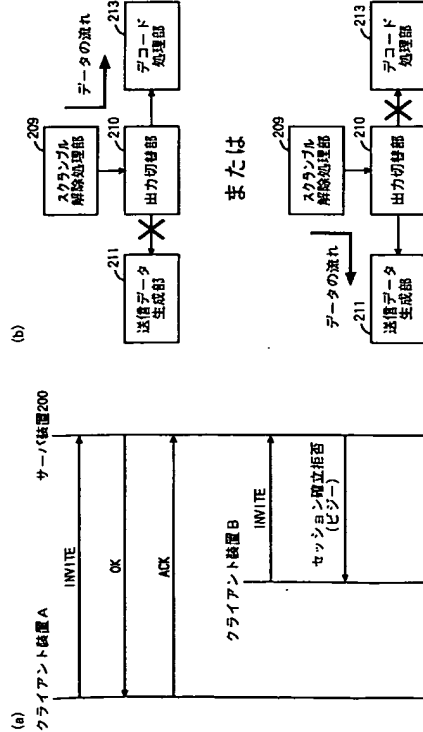 (a)
クライアント装置A
サーバ装置200
INVITE
OK
ACK
クライアント装置B
INVITE
セッション確立拒否
(ビジー)
(b)
209
スクランブル
解除処理部
データの流れ
211
送信データ
生成部
210
出力切替部
213
デコード
処理部
または
209
スクランブル
解除処理部
データの流れ
211
送信データ
生成部
210
出力切替部
213
デコード
処理部